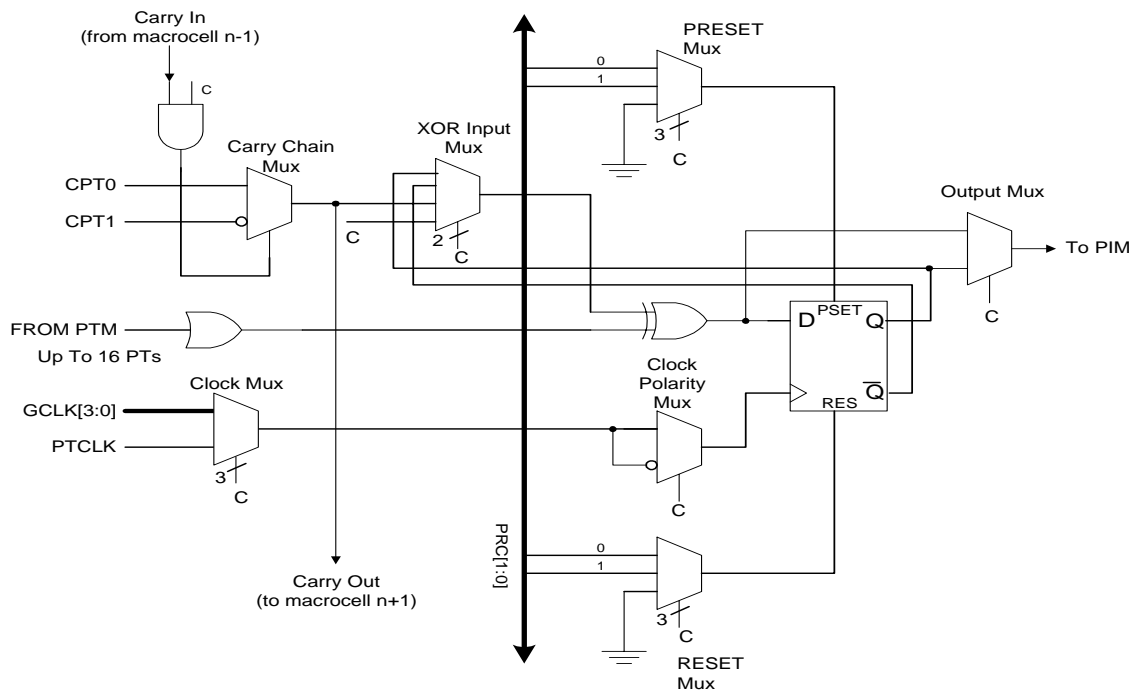 Carry In
(from macrocell n-1)
C
PRESET
Mux
0
1
3
C
Carry Chain
Mux
XOR Input
Mux
CPT0
CPT1
C
2
C
Output Mux
To PIM
C
FROM PTM
Up To 16 PTs
D
PSET
Q
Q
RES
Clock Mux
GCLK[3:0]
PTCLK
3
C
Clock
Polarity
Mux
C
PRC[1:0]
0
1
3
C
Carry Out
(to macrocell n+1)
RESET
Mux